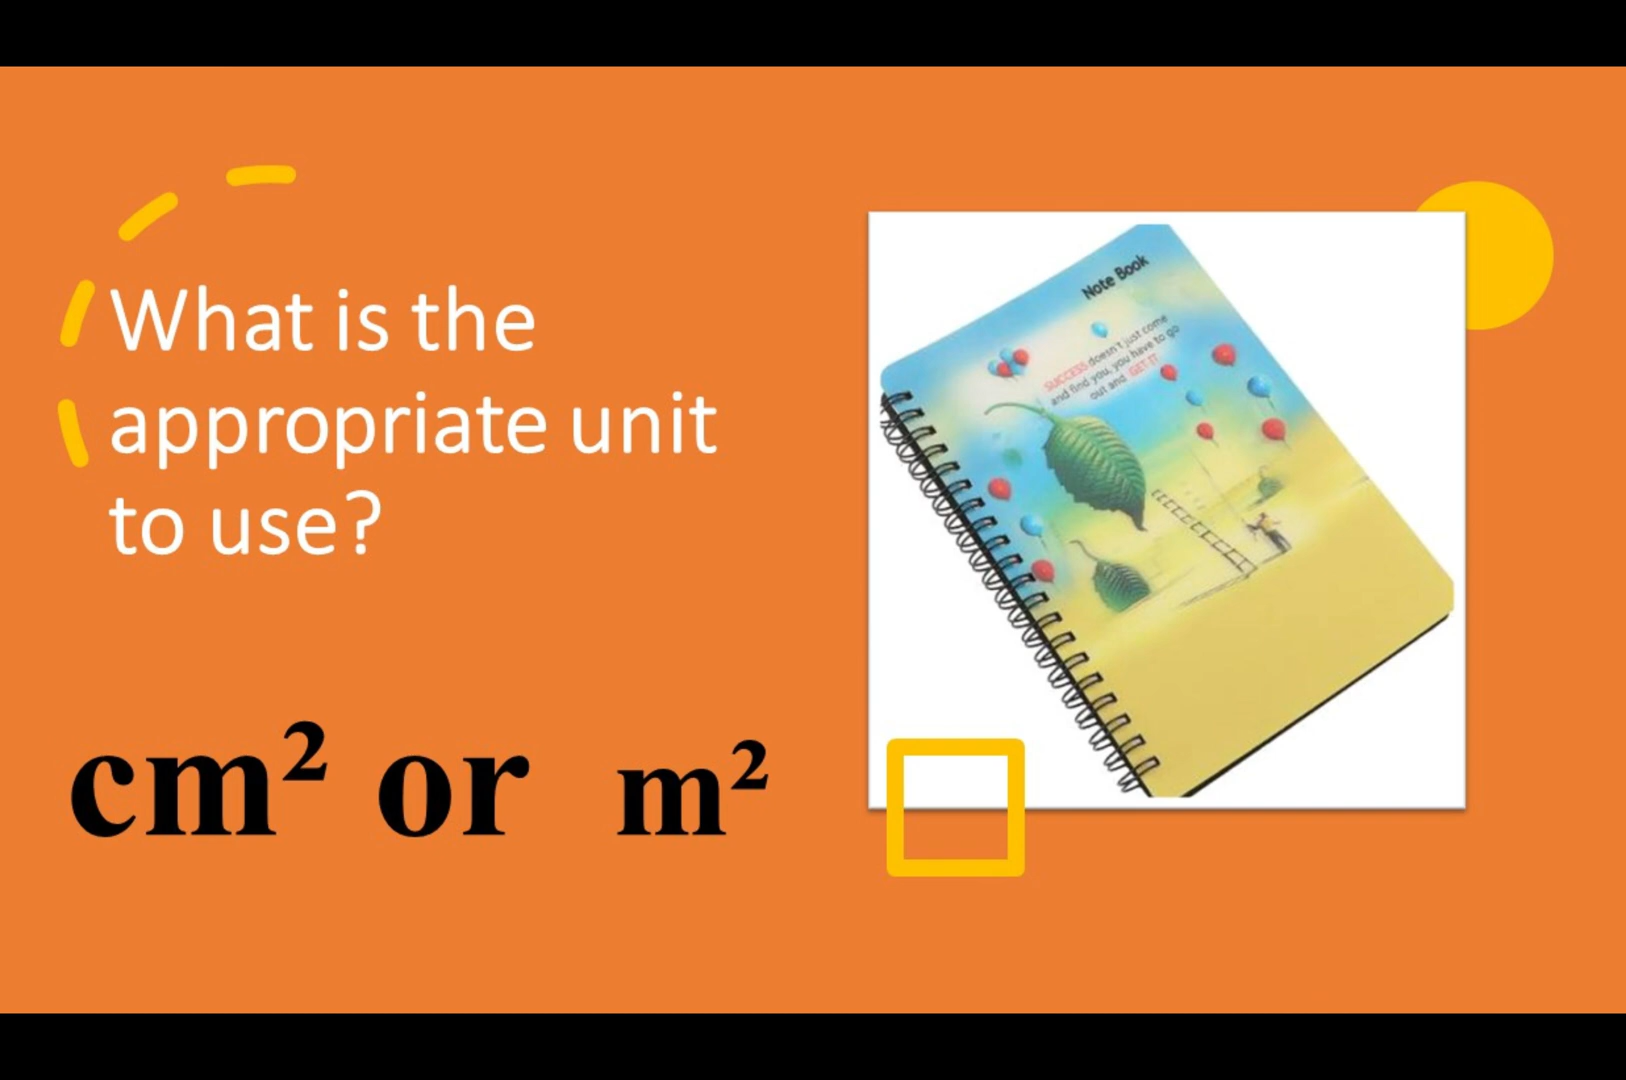 What is the
appropriate unit
to use?
cm² or m²
Note Book
SUCCESS doesn't just come
and find you, you have to go
out and GET IT